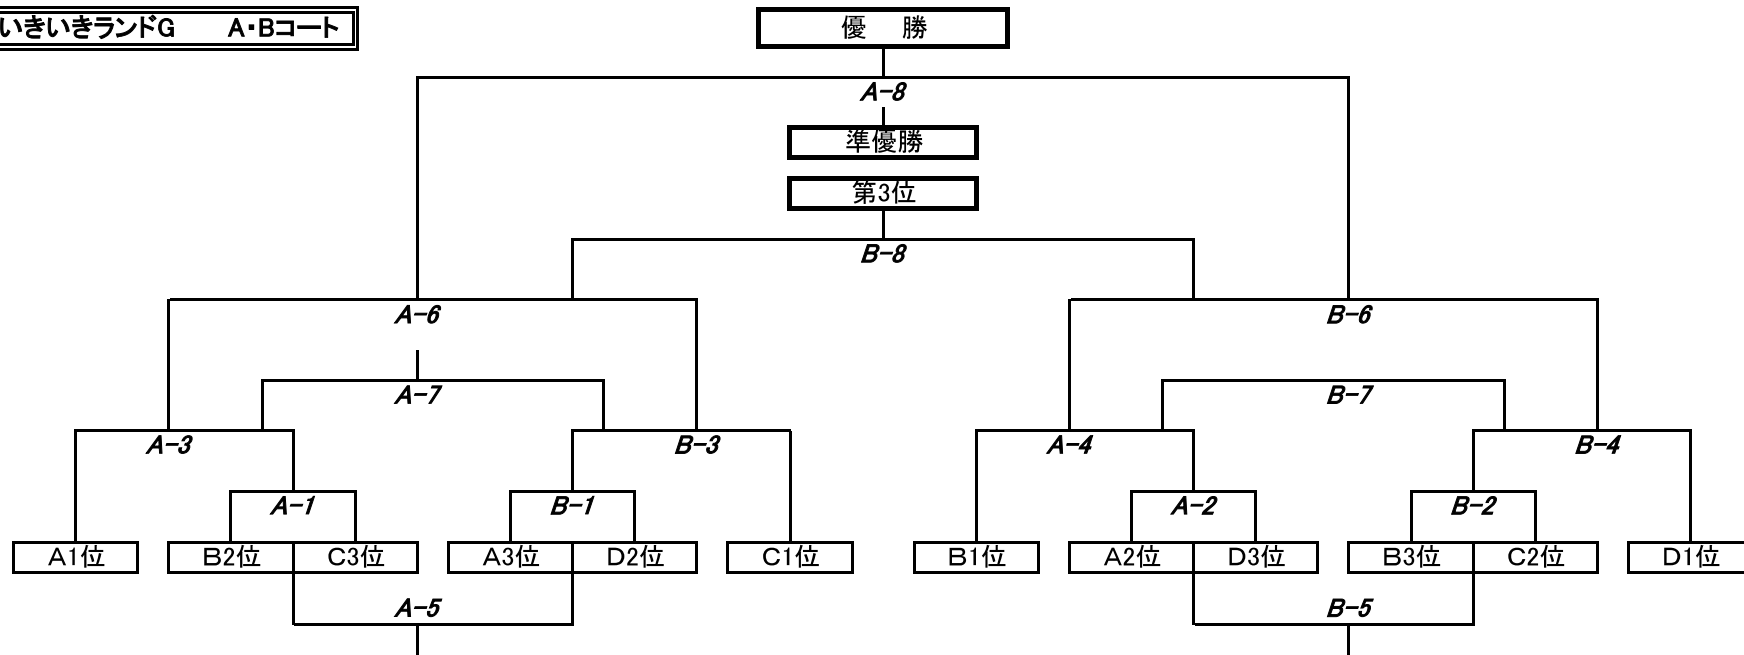 いきいきランドG　　A・Bコート
優　勝
A-8
準優勝
第3位
B-8
A-6　B-6
A-7　B-7
A-3　B-3　A-4　B-4
A-1　B-1　A-2　B-2
A1位　B2位　C3位　A3位　D2位　C1位　B1位　A2位　D3位　B3位　C2位　D1位
A-5　B-5